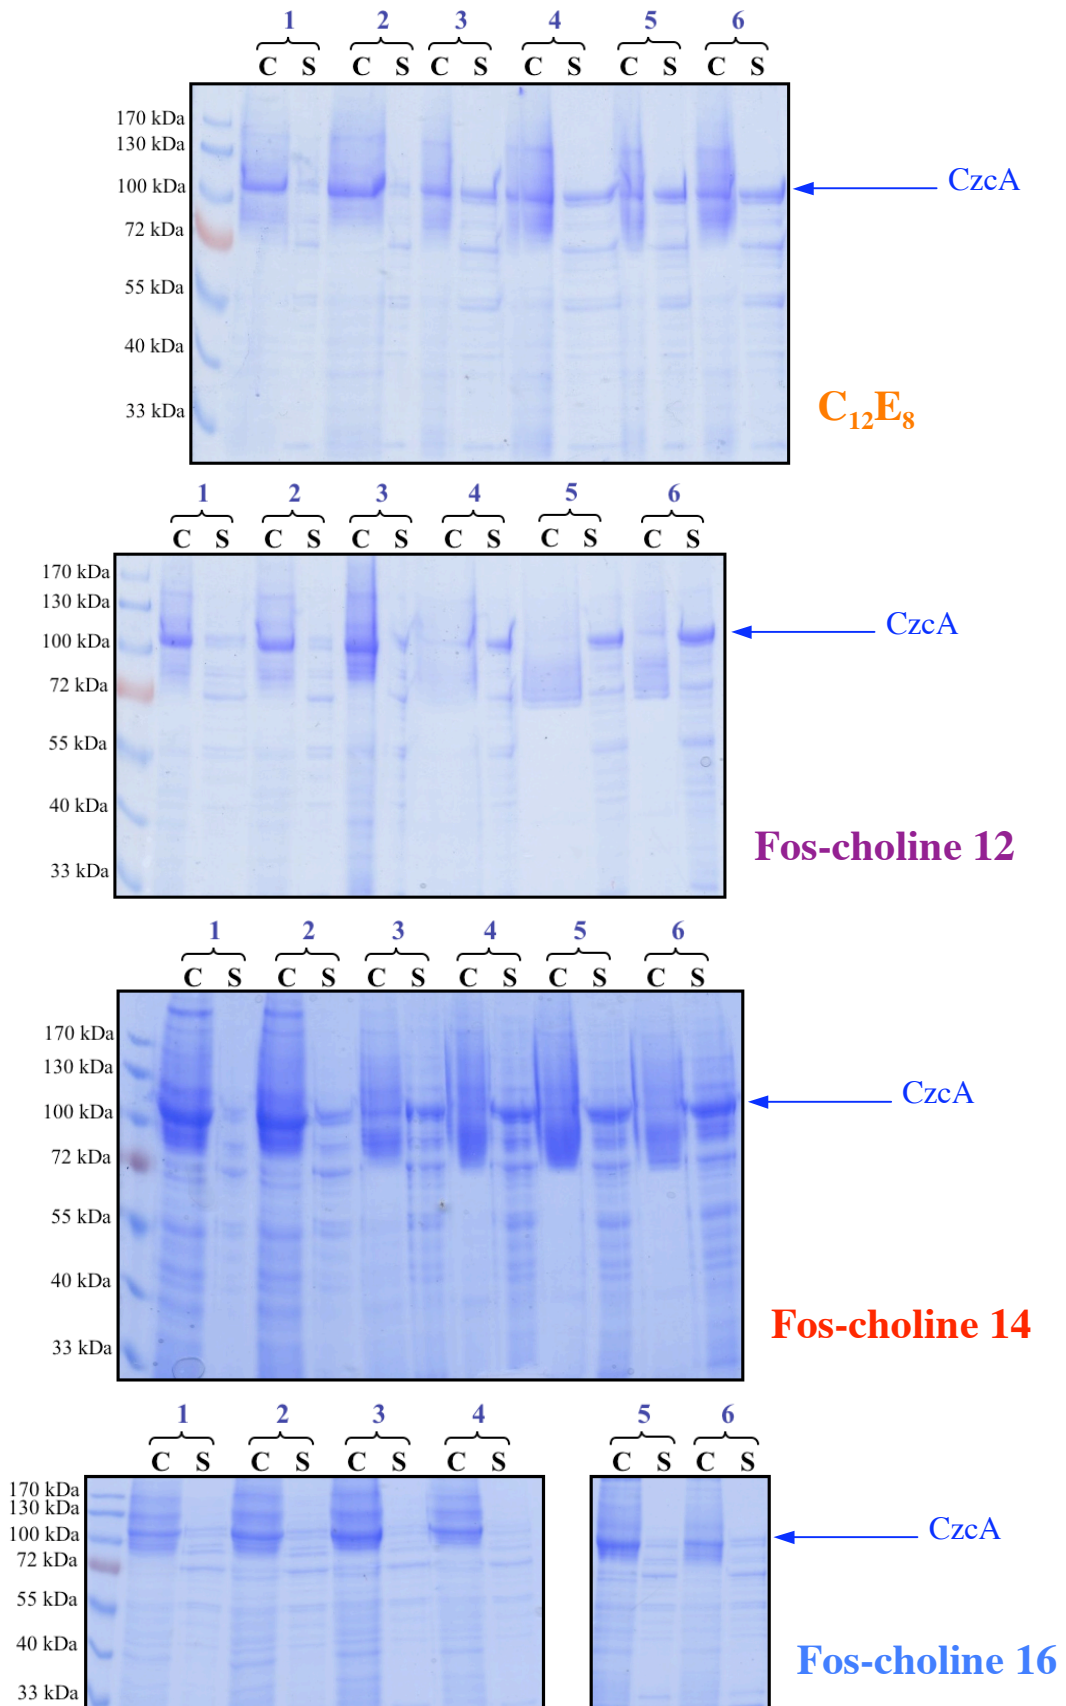 1 2 3 4 5 6
C S C S C S C S C S C S
170 kDa
130 kDa
100 kDa
CzcA
72 kDa
55 kDa
40 kDa
33 kDa
C12E8
1 2 3 4 5 6
C S C S C S C S C S C S
170 kDa
130 kDa
100 kDa
CzcA
72 kDa
55 kDa
40 kDa
33 kDa
Fos-choline 12
1 2 3 4 5 6
C S C S C S C S C S C S
170 kDa
130 kDa
100 kDa
CzcA
72 kDa
55 kDa
40 kDa
33 kDa
Fos-choline 14
1 2 3 4 5 6
C S C S C S C S C S C S
170 kDa
130 kDa
100 kDa
CzcA
72 kDa
55 kDa
40 kDa
33 kDa
Fos-choline 16